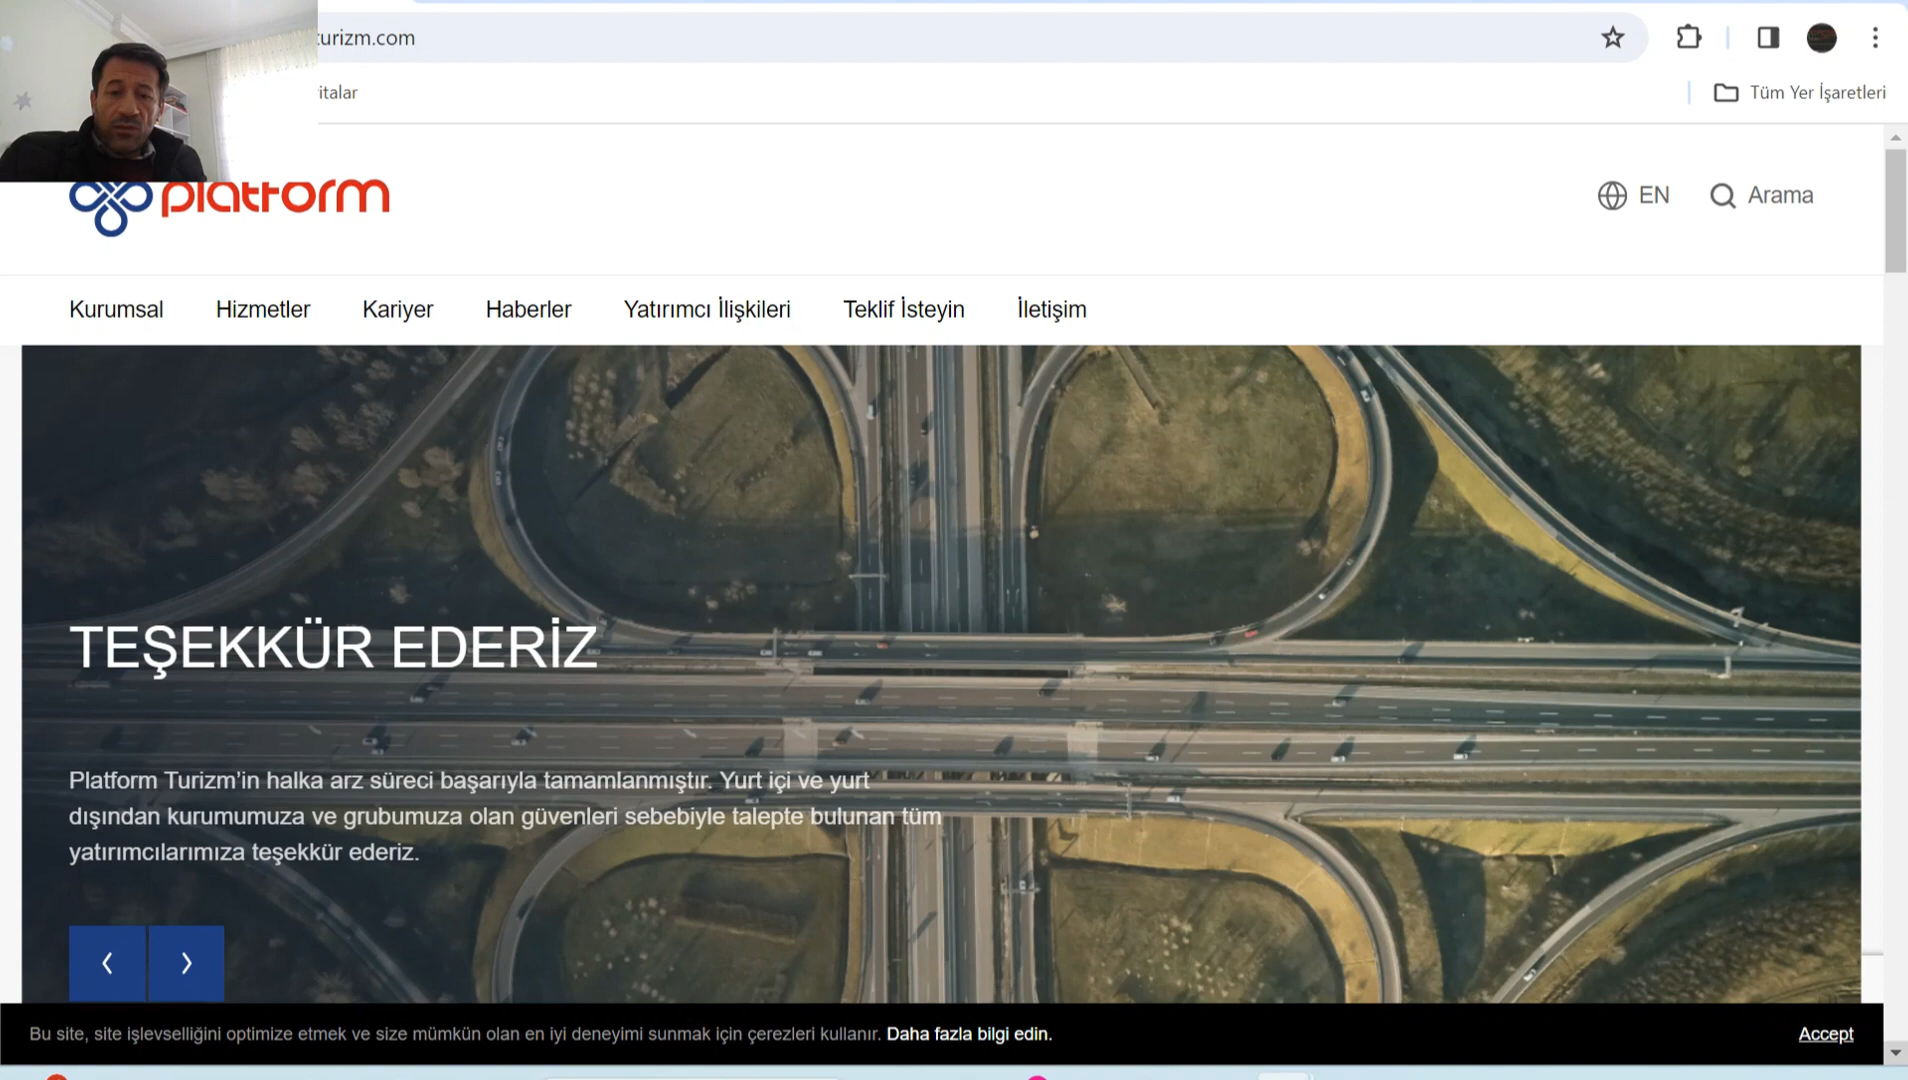 turizm.com
Tüm Yer İşaretleri
platform
EN
Arama
Kurumsal
Hizmetler
Kariyer
Haberler
Yatırımcı İlişkileri
Teklif İsteyin
İletişim
TEŞEKKÜR EDERİZ
Platform Turizm’in halka arz süreci başarıyla tamamlanmıştır. Yurt içi ve yurt
dışından kurumumuza ve grubumuza olan güvenleri sebebiyle talepte bulunan tüm
yatırımcılarımıza teşekkür ederiz.
Bu site, site işlevselliğini optimize etmek ve size mümkün olan en iyi deneyimi sunmak için çerezleri kullanır. Daha fazla bilgi edin.
Accept